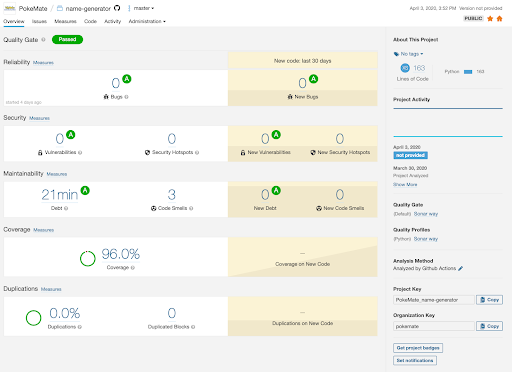 PokeMate / name-generator master
April 3, 2020, 3:52 PM Version not provided
Overview Issues Measures Code Activity Administration
PUBLIC
Quality Gate Passed
Reliability Measures
New code: last 30 days
0 A
Bugs
started 4 days ago
0 A
New Bugs
Security Measures
0 A
Vulnerabilities
0
Security Hotspots
0 A
New Vulnerabilities
0
New Security Hotspots
Maintainability Measures
21min A
Debt
3
Code Smells
0 A
New Debt
0
New Code Smells
Coverage Measures
96.0%
Coverage
—
Coverage on New Code
Duplications Measures
0.0%
Duplications
0
Duplicated Blocks
—
Duplications on New Code
About This Project
No tags
XS 163
Lines of Code
Python 163
Project Activity
April 3, 2020
not provided
March 30, 2020
Project Analyzed
Show More
Quality Gate
(Default) Sonar way
Quality Profiles
(Python) Sonar way
Analysis Method
Analyzed by Github Actions
Project Key
PokeMate_name-generator Copy
Organization Key
pokemate Copy
Get project badges
Set notifications